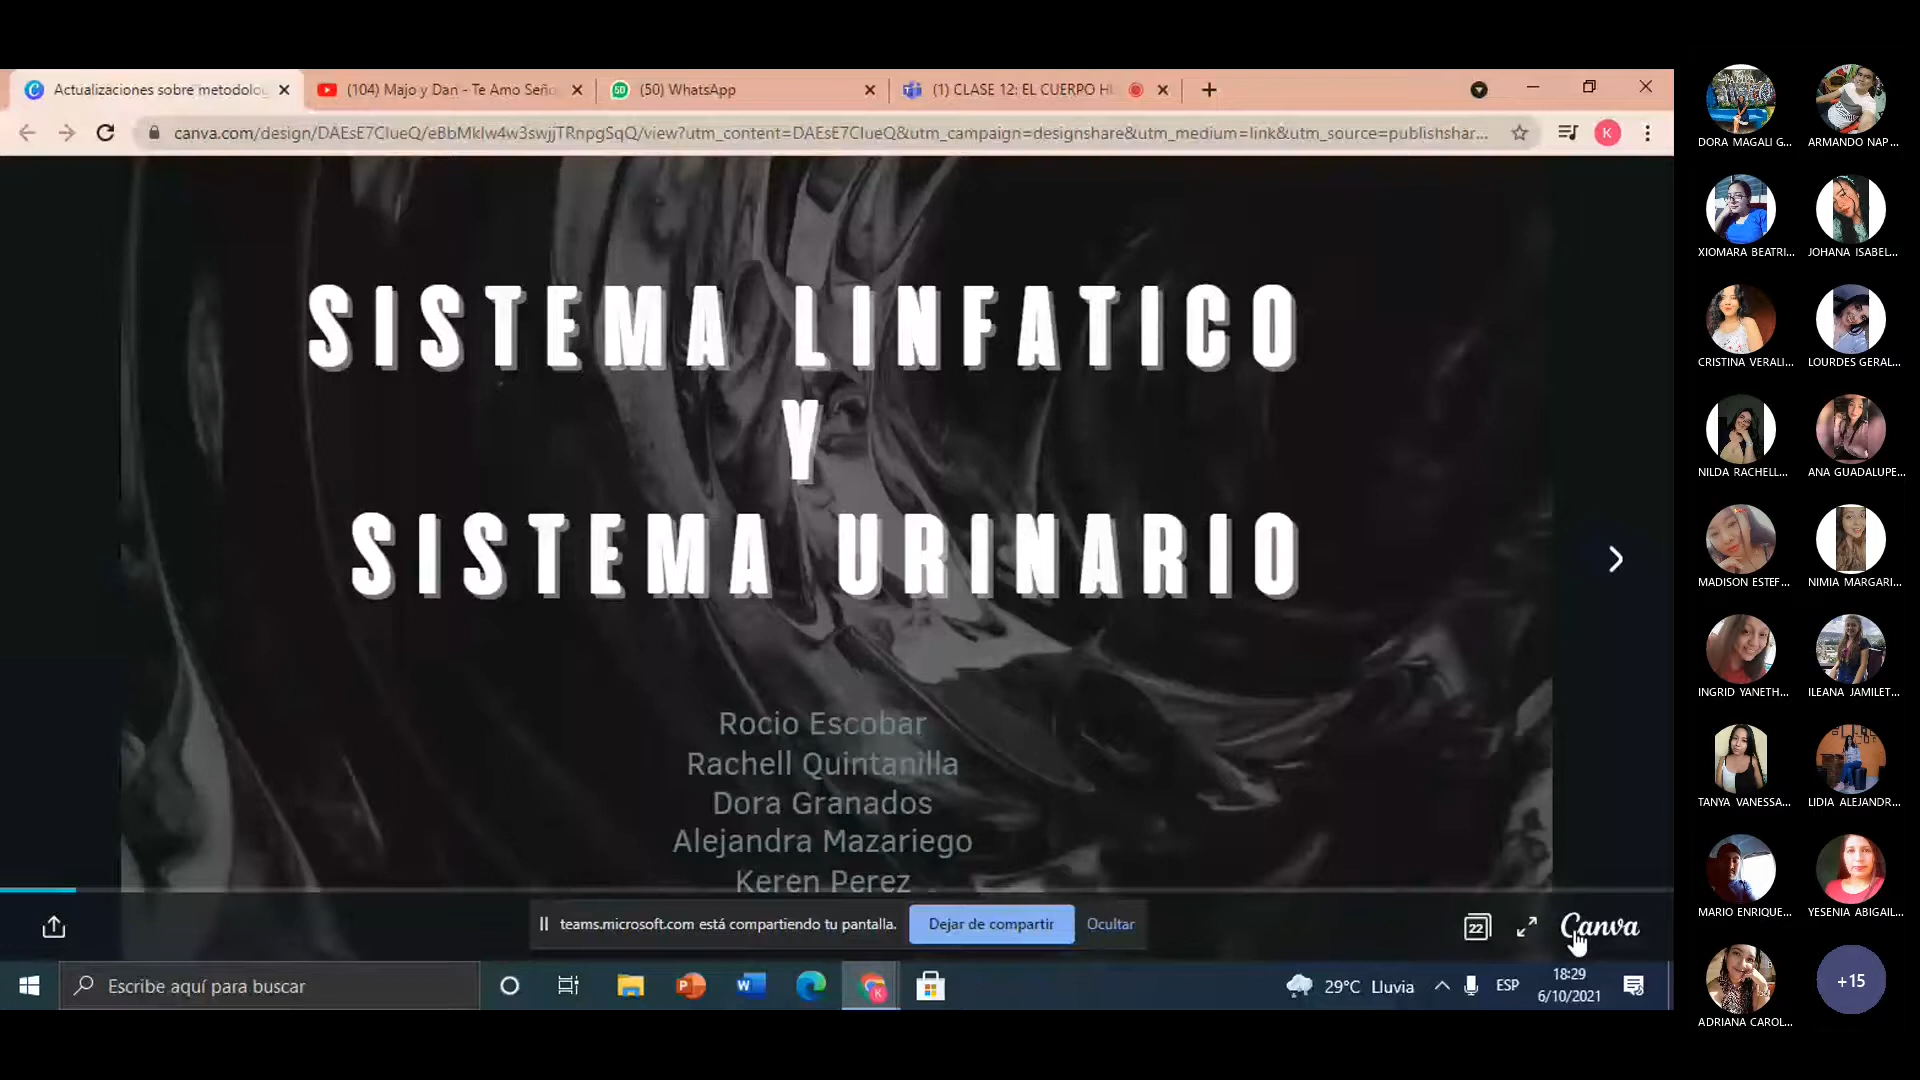 Actualizaciones sobre metodolog
(104) Majo y Dan - Te Amo Seño
(50) WhatsApp
(1) CLASE 12: EL CUERPO H
canva.com/design/DAEsE7ClueQ/eBbMklw4w3swjjTRnpgSqQ/view?utm_content=DAEsE7ClueQ&utm_campaign=designshare&utm_medium=link&utm_source=publishshar...
K
SISTEMA LINFATICO
Y
SISTEMA URINARIO
Rocio Escobar
Rachell Quintanilla
Dora Granados
Alejandra Mazariego
Keren Perez
teams.microsoft.com está compartiendo tu pantalla.
Dejar de compartir
Ocultar
22
Canva
Escribe aquí para buscar
29°C Lluvia
ESP
18:29
6/10/2021
DORA MAGALI G...
ARMANDO NAP...
XIOMARA BEATRI...
JOHANA ISABEL...
CRISTINA VERALI...
LOURDES GERAL...
NILDA RACHELL...
ANA GUADALUPE...
MADISON ESTEF...
NIMIA MARGARI...
INGRID YANETH...
ILEANA JAMILET...
TANYA VANESSA...
LIDIA ALEJANDR...
MARIO ENRIQUE...
YESENIA ABIGAIL...
ADRIANA CAROL...
+15